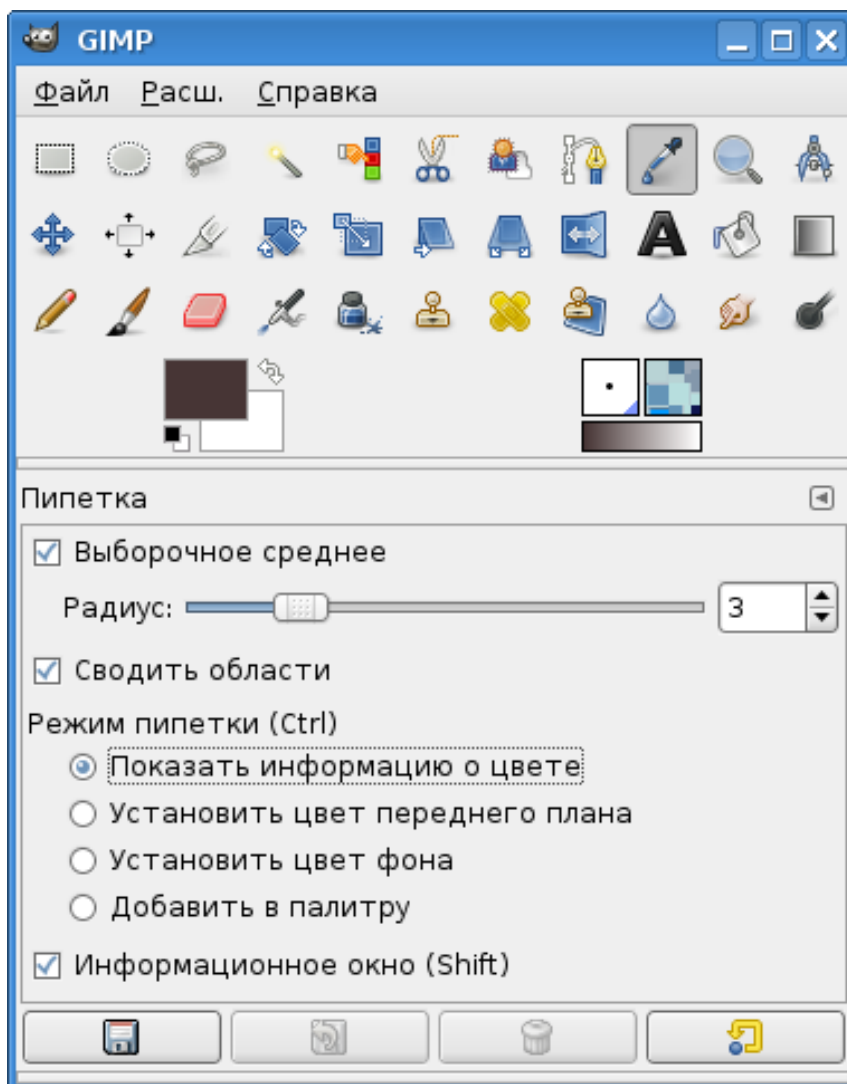 GIMP
Файл Расш. Справка
Пипетка
Выборочное среднее
Радиус: 3
Сводить области
Режим пипетки (Ctrl)
Показать информацию о цвете
Установить цвет переднего плана
Установить цвет фона
Добавить в палитру
Информационное окно (Shift)